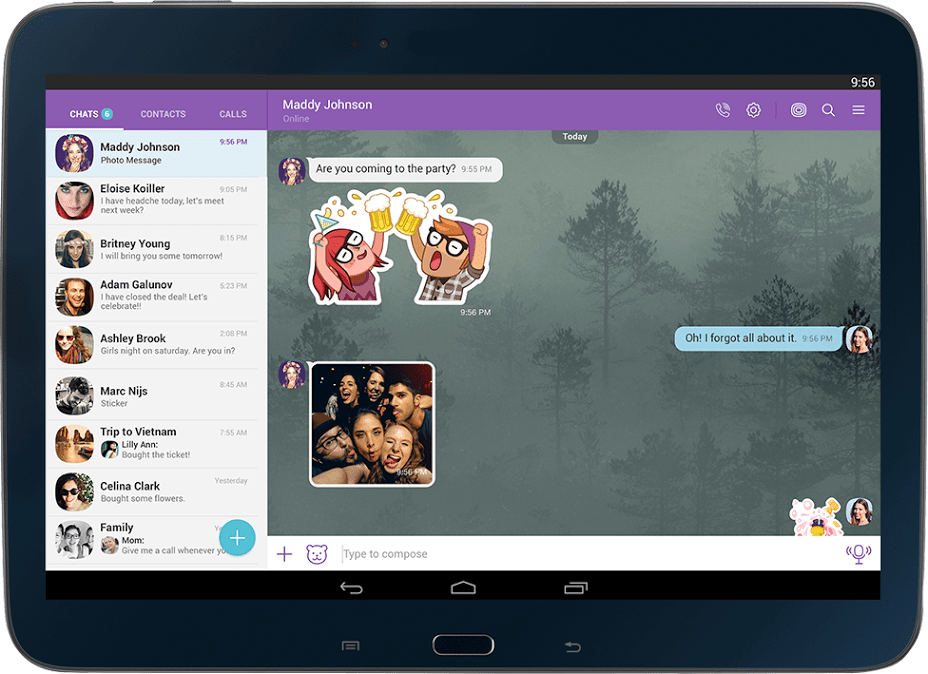 9:56
CHATS 6 CONTACTS CALLS
Maddy Johnson
Online
Maddy Johnson 9:56 PM
Photo Message
Eloise Koiller 9:05 PM
I have headche today, let's meet
next week?
Britney Young 8:15 PM
I will bring you some tomorrow!
Adam Galunov 5:23 PM
I have closed the deal! Let's
celebrate!!
Ashley Brook 2:08 PM
Girls night on saturday. Are you in?
Marc Nijs 8:45 AM
Sticker
Trip to Vietnam 7:55 AM
Lilly Ann:
Bought the ticket!
Celina Clark Yesterday
Bought some flowers.
Family
Mom:
Give me a call whenever
Today
Are you coming to the party? 9:55 PM
9:56 PM
Oh! I forgot all about it. 9:56 PM
9:56 PM
Type to compose